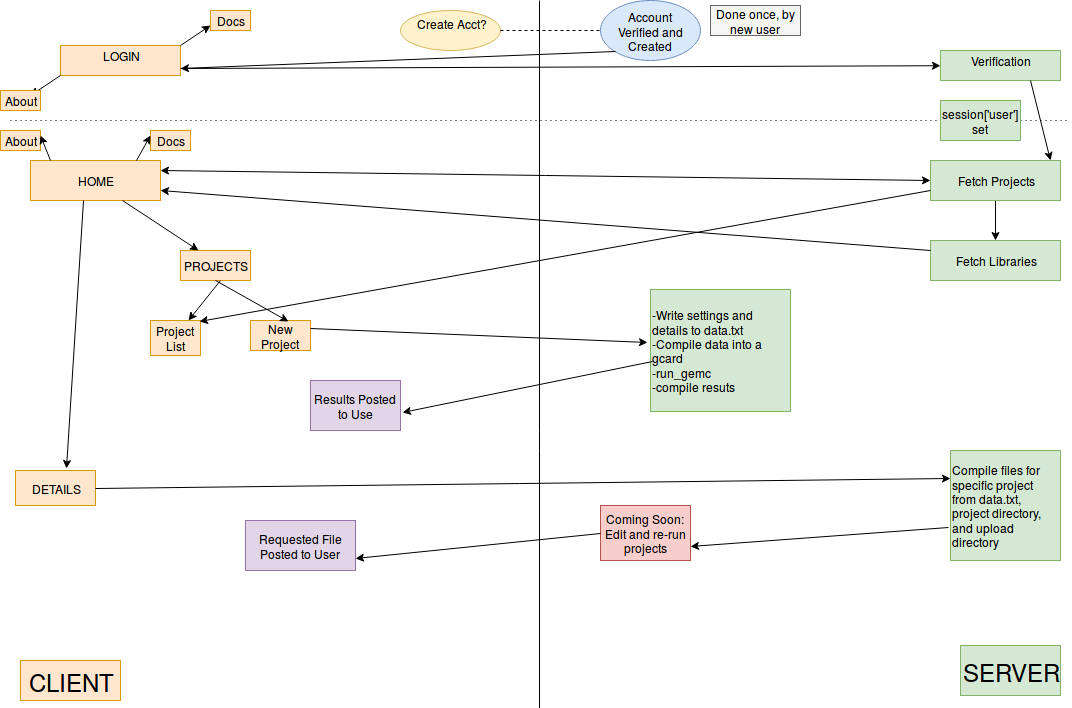 Docs
Create Acct?
Account
Verified and
Created
Done once, by
new user
LOGIN
Verification
About
session['user']
set
About
Docs
HOME
Fetch Projects
PROJECTS
Fetch Libraries
Project
List
New
Project
-Write settings and
details to data.txt
-Compile data into a
gcard
-run_gemc
-compile resuts
Results Posted
to Use
DETAILS
Compile files for
specific project
from data.txt,
project directory,
and upload
directory
Coming Soon:
Edit and re-run
projects
Requested File
Posted to User
CLIENT
SERVER